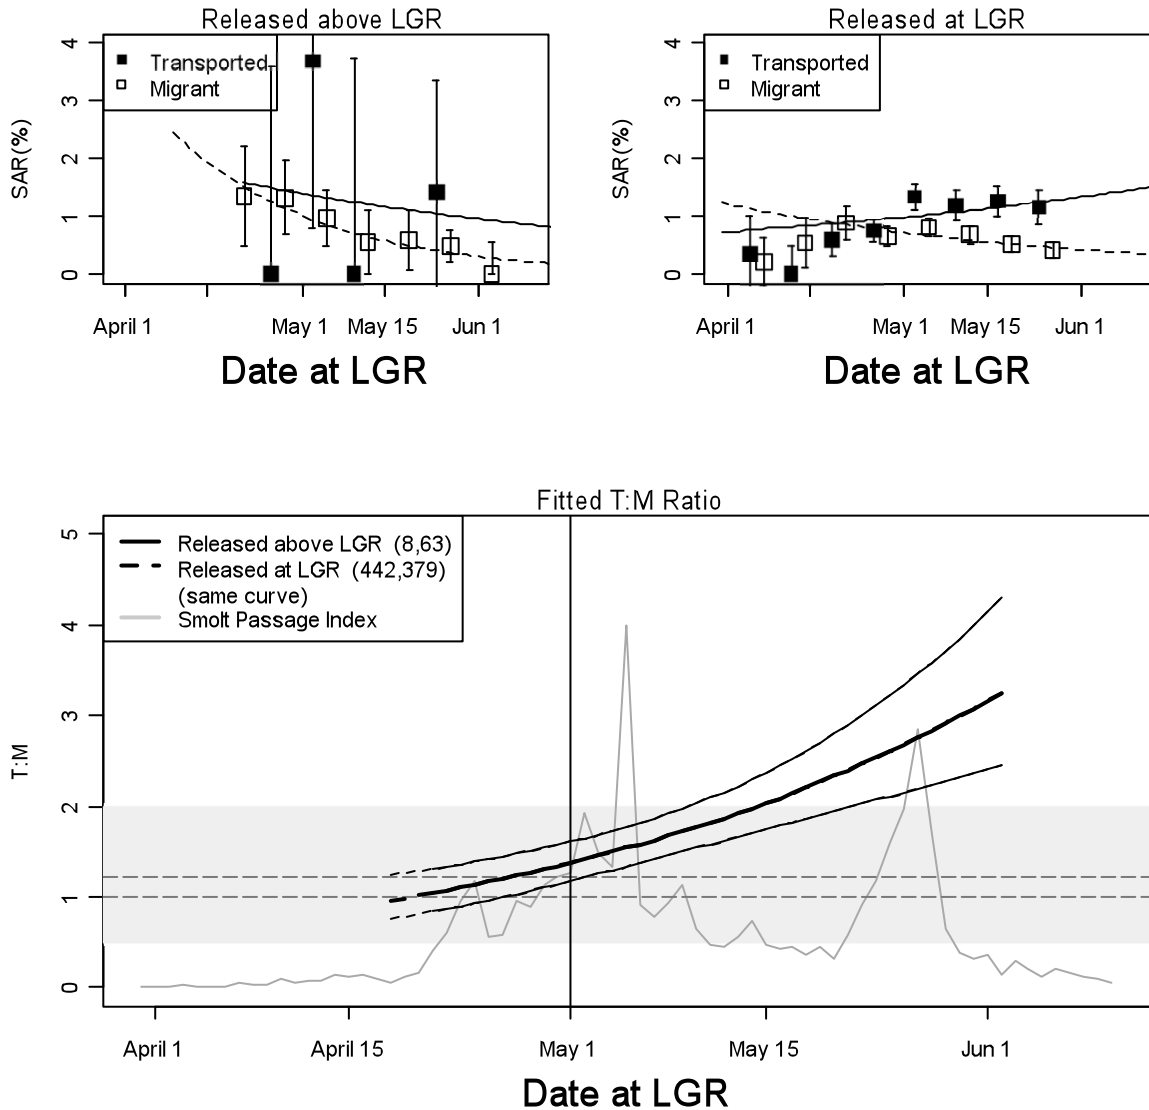 Released above LGR
4
3
2
1
0
SAR(%)
Transported
Migrant
April 1
May 1
May 15
Jun 1
Date at LGR
Released at LGR
4
3
2
1
0
SAR(%)
Transported
Migrant
April 1
May 1
May 15
Jun 1
Date at LGR
Fitted T:M Ratio
5
4
3
2
1
0
T:M
Released above LGR (8,63)
Released at LGR (442,379)
(same curve)
Smolt Passage Index
April 1
April 15
May 1
May 15
Jun 1
Date at LGR